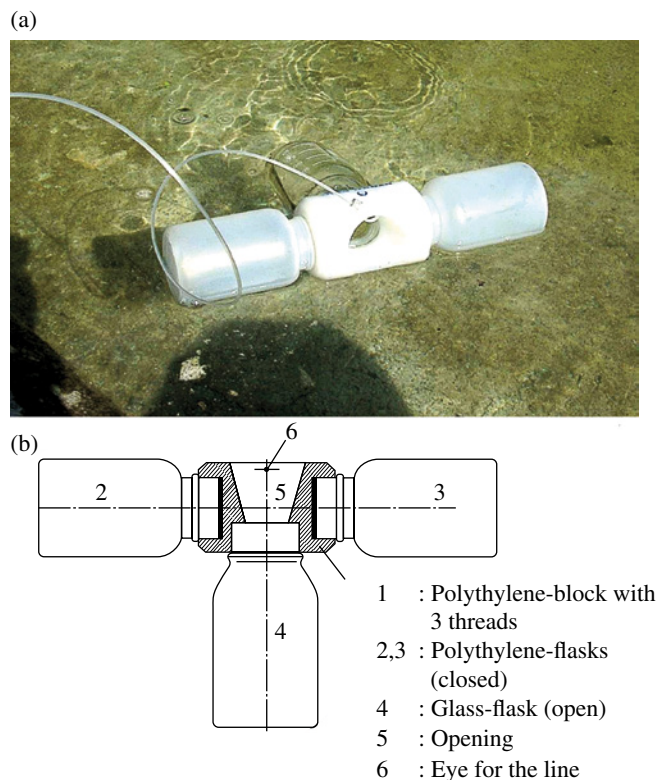 (a)
(b)
6
2
5
3
4
1 : Polythylene-block with
3 threads
2,3 : Polythylene-flasks
(closed)
4 : Glass-flask (open)
5 : Opening
6 : Eye for the line